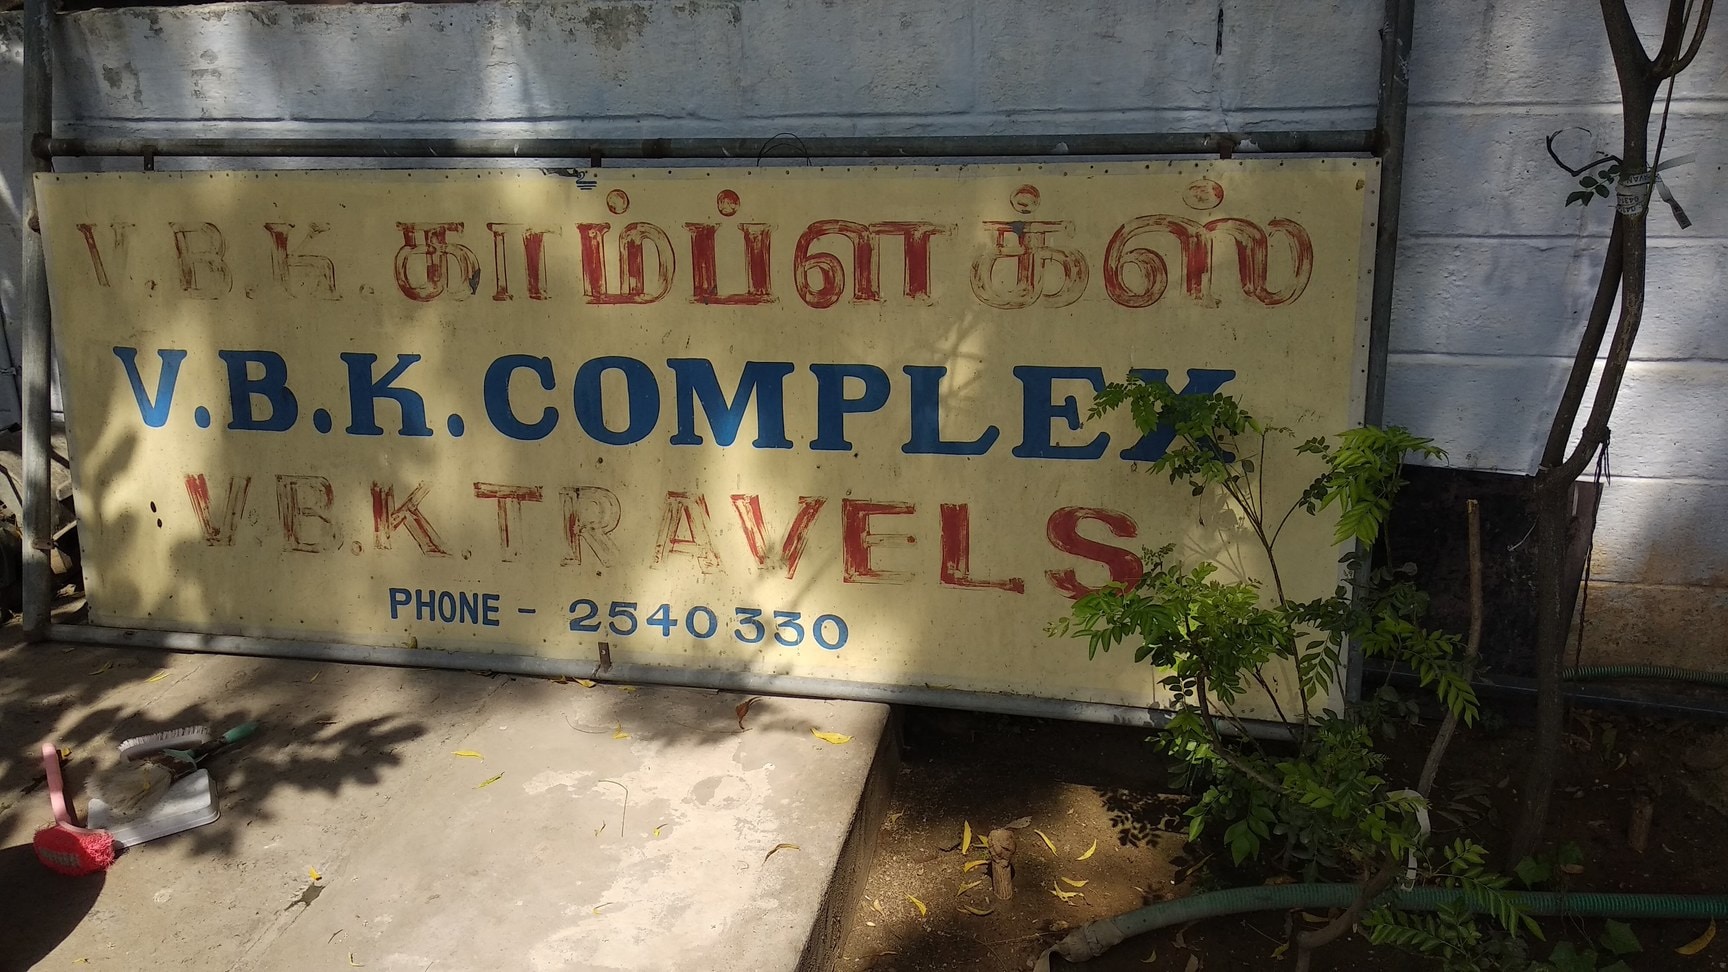 V.B.K. காம்ப்ளக்ஸ்
V.B.K.COMPLEX
V.B.K.TRAVELS
PHONE - 2540330